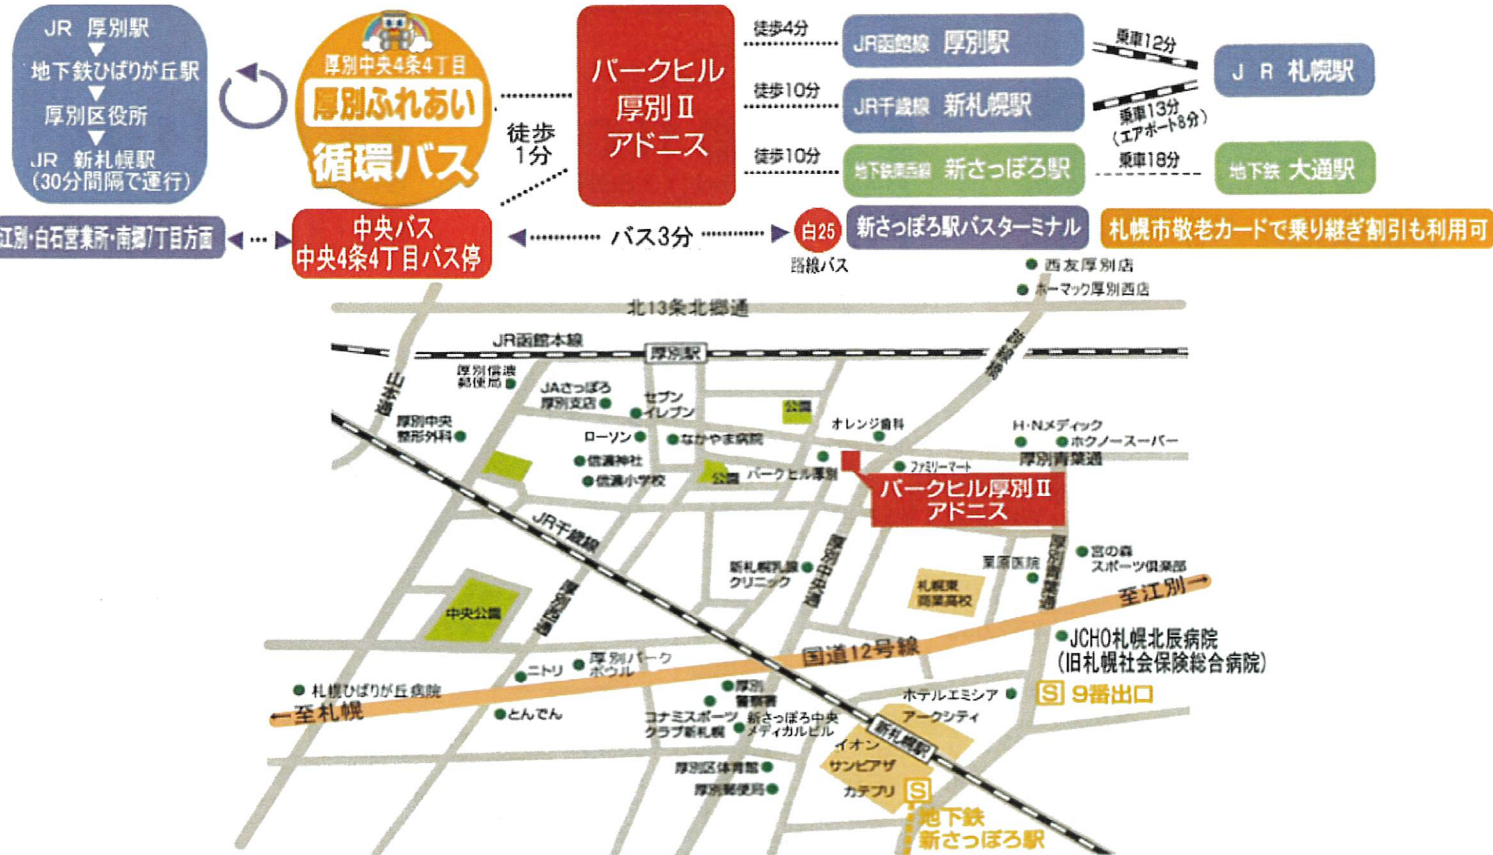 JR 厚別駅
▼
地下鉄ひばりが丘駅
▼
厚別区役所
▼
JR 新札幌駅
(30分間隔で運行)
厚別中央4条4丁目
厚別ふれあい
循環バス
徒歩
1分
パークヒル
厚別Ⅱ
アドニス
徒歩4分
JR函館線 厚別駅
徒歩10分
JR千歳線 新札幌駅
徒歩10分
地下鉄東西線 新さっぽろ駅
乗車12分
乗車13分
(エアポート8分)
JR 札幌駅
乗車18分
地下鉄 大通駅
江別・白石営業所・南郷7丁目方面
中央バス
中央4条4丁目バス停
バス3分
白25
路線バス
新さっぽろ駅バスターミナル
札幌市敬老カードで乗り継ぎ割引も利用可
西友厚別店
ホーマック厚別西店
北13条北郷通
JR函館本線
厚別駅
陸橋
山本通
厚別信濃
郵便局
JAさっぽろ
厚別支店
セブン
イレブン
公園
オレンジ歯科
厚別中央
整形外科
ローソン
なかやま病院
H・Nメディック
ホクノースーパー
厚別青葉通
信濃神社
信濃小学校
公園
パークヒル厚別
ファミリーマート
パークヒル厚別Ⅱ
アドニス
JR千歳線
新札幌乳腺
クリニック
厚別中央通
栗原医院
厚別青葉通
宮の森
スポーツ倶楽部
札幌東
商業高校
至江別→
厚別西通
中央公園
国道12号線
JCHO札幌北辰病院
(旧札幌社会保険総合病院)
ニトリ
厚別パーク
ボウル
札幌ひばりが丘病院
←至札幌
とんでん
厚別
警察署
コナミスポーツ
クラブ新札幌
新さっぽろ中央
メディカルビル
ホテルエミシア
S 9番出口
アークシティ
新札幌駅
イオン
サンピアザ
カテプリ
厚別区体育館
厚別郵便局
S
地下鉄
新さっぽろ駅